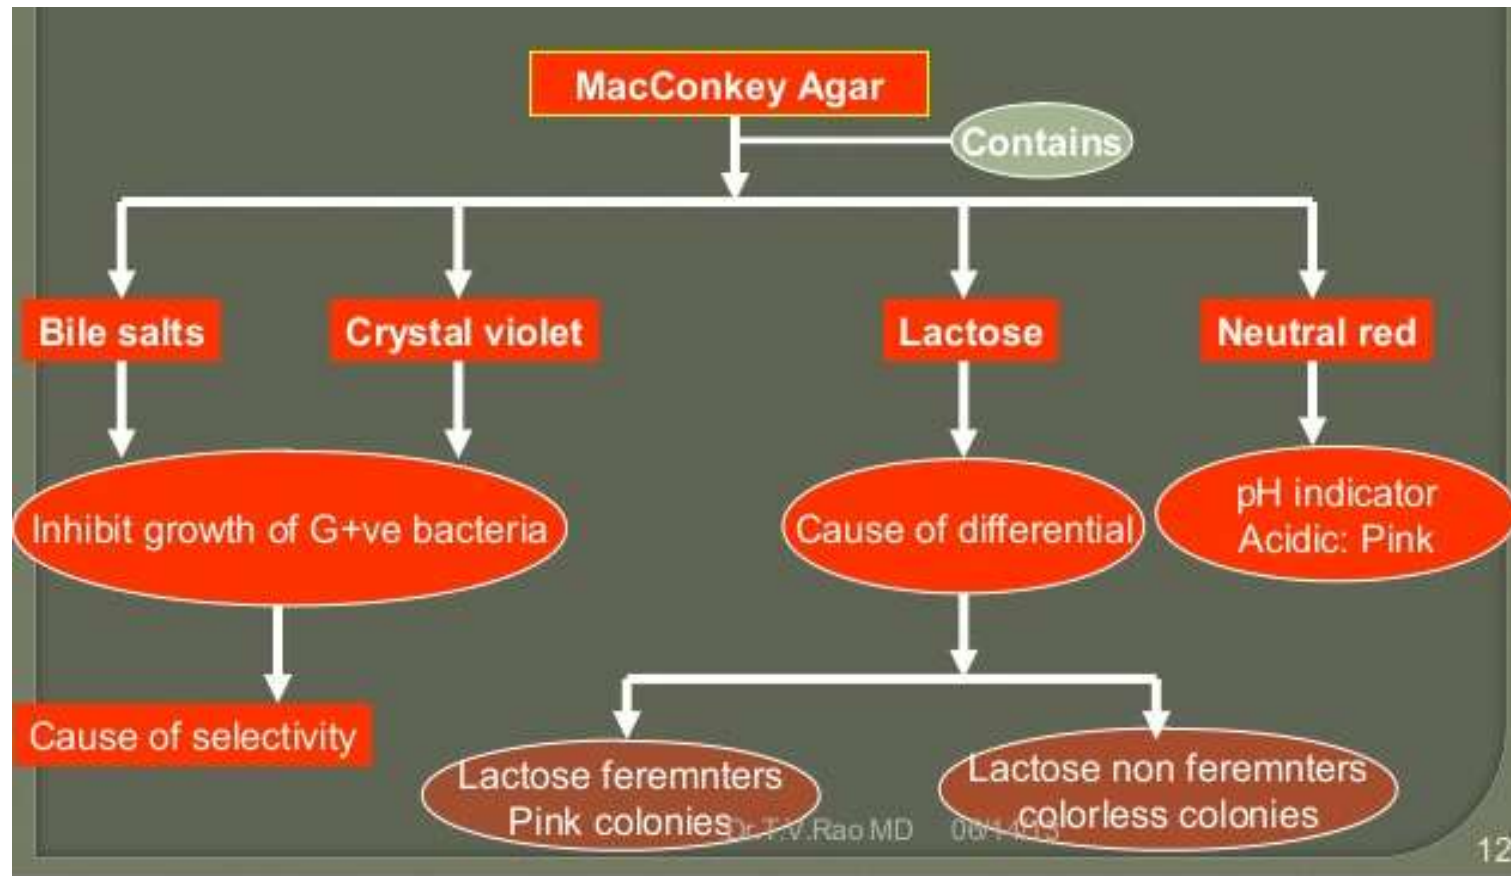 MacConkey Agar
Contains
Bile salts
Crystal violet
Lactose
Neutral red
Inhibit growth of G+ve bacteria
Cause of differential
pH indicator
Acidic: Pink
Cause of selectivity
Lactose feremnters
Pink colonies
Lactose non feremnters
colorless colonies
Dr.T.V.Rao MD
12